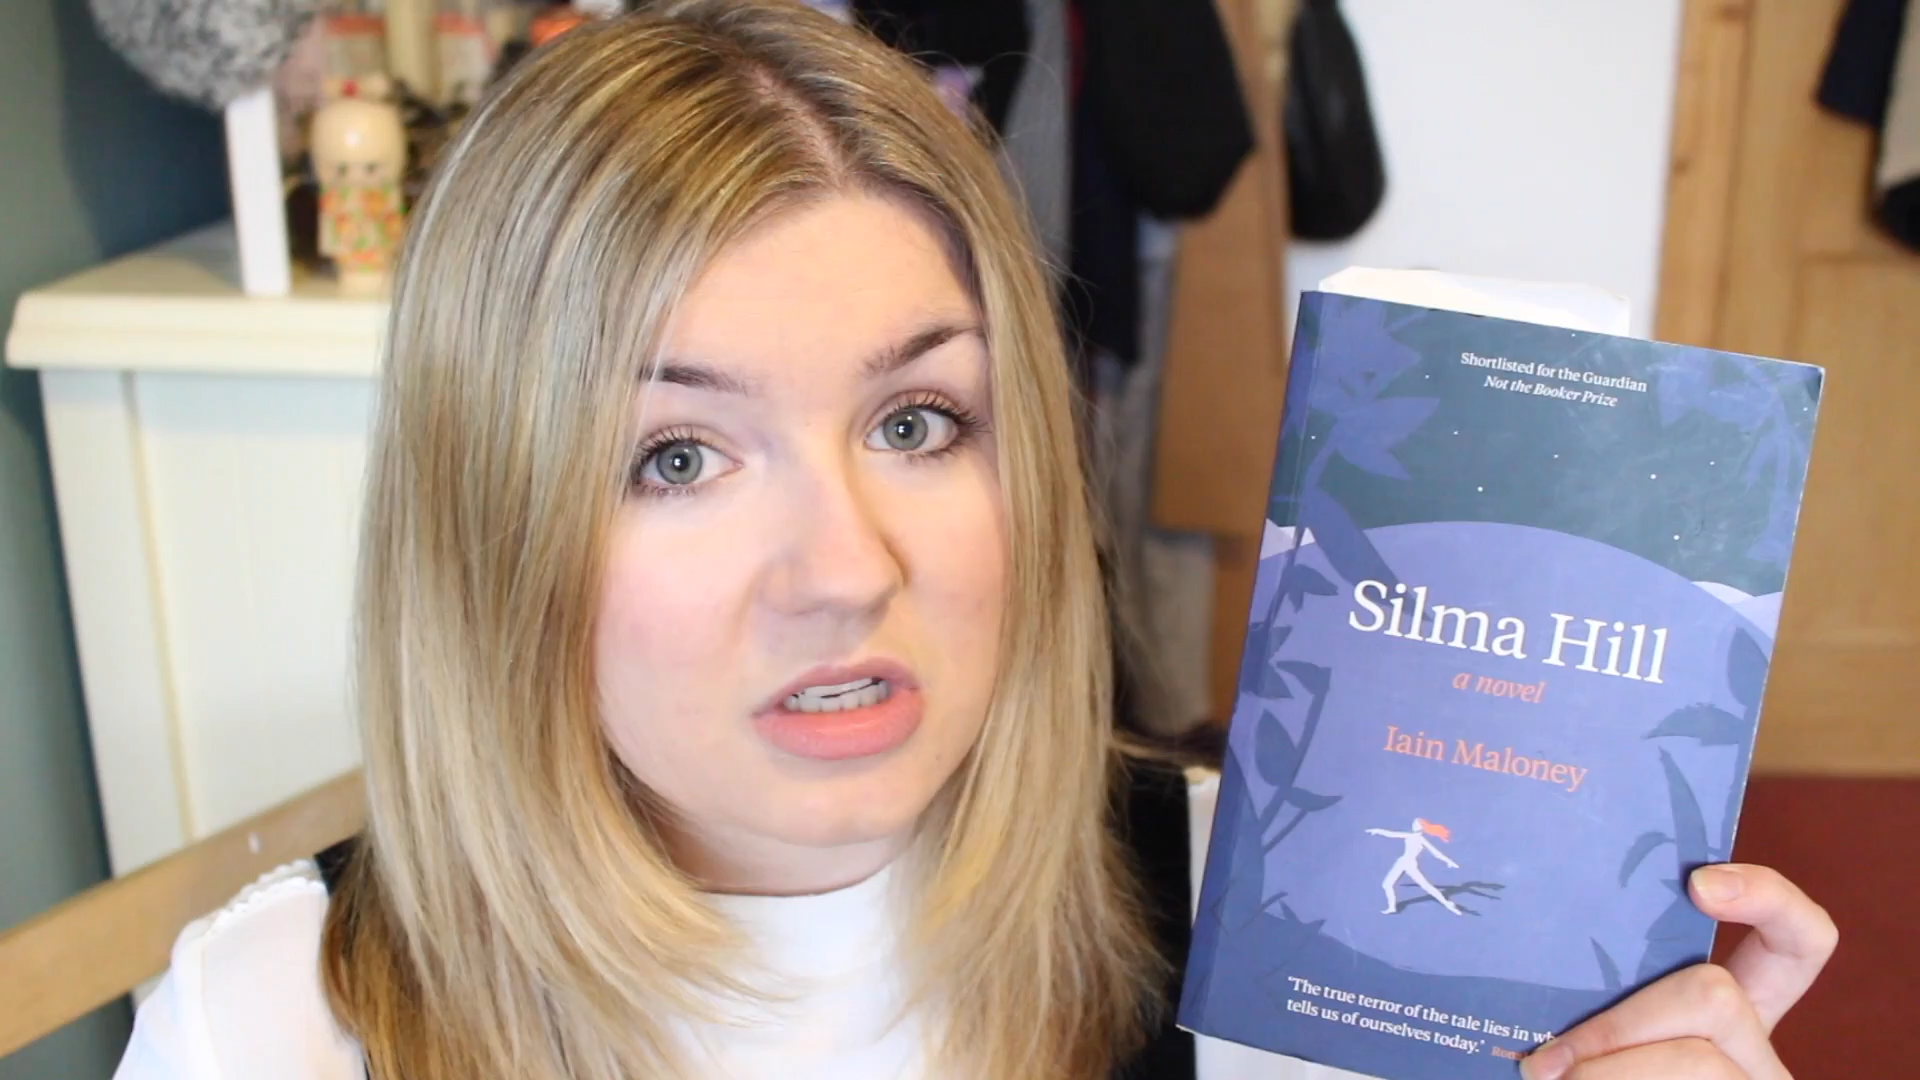 Shortlisted for the Guardian
Not the Booker Prize
Silma Hill
a novel
Iain Maloney
‘The true terror of the tale lies in
tells us of ourselves today.’